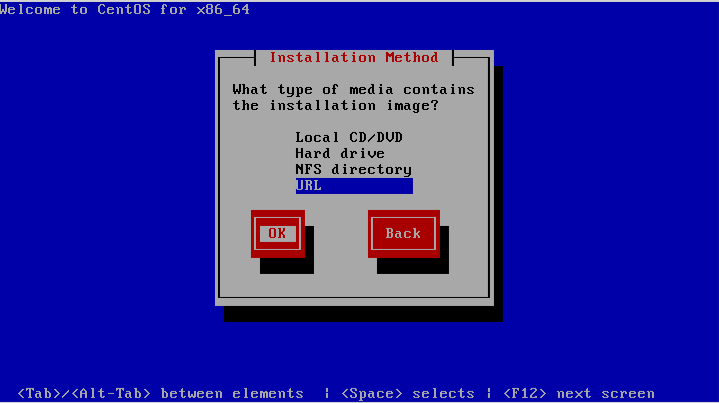 Welcome to CentOS for x86_64
Installation Method
What type of media contains
the installation image?
Local CD/DVD
Hard drive
NFS directory
URL
OK Back
<Tab>/<Alt-Tab> between elements | <Space> selects | <F12> next screen